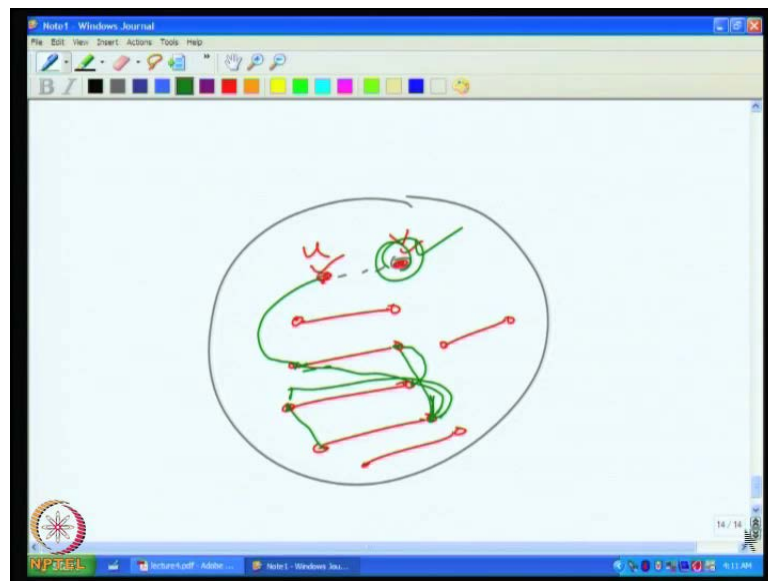 Note1 - Windows Journal
File Edit View Insert Actions Tools Help
B I
u
14 / 14
NPTEL
lecture4.pdf - Adobe ...
Note1 - Windows Jou...
4:11 AM